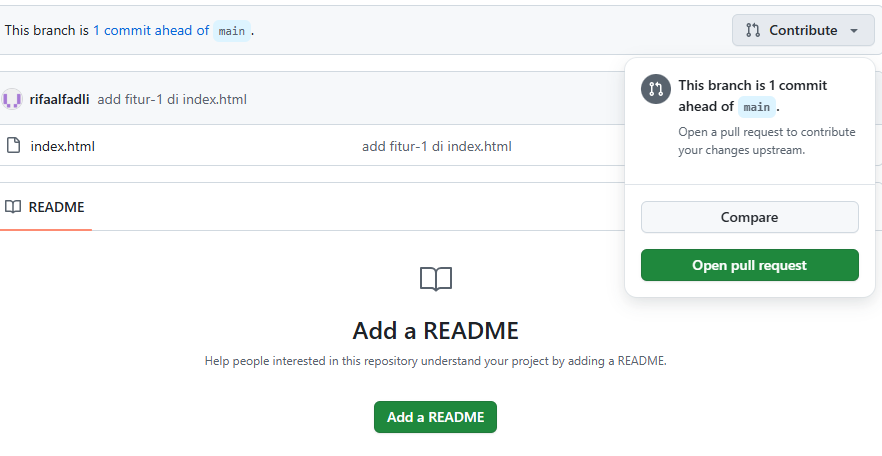 This branch is 1 commit ahead of main .
Contribute
rifaalfadli add fitur-1 di index.html
index.html add fitur-1 di index.html
README
This branch is 1 commit
ahead of main .
Open a pull request to contribute
your changes upstream.
Compare
Open pull request
Add a README
Help people interested in this repository understand your project by adding a README.
Add a README